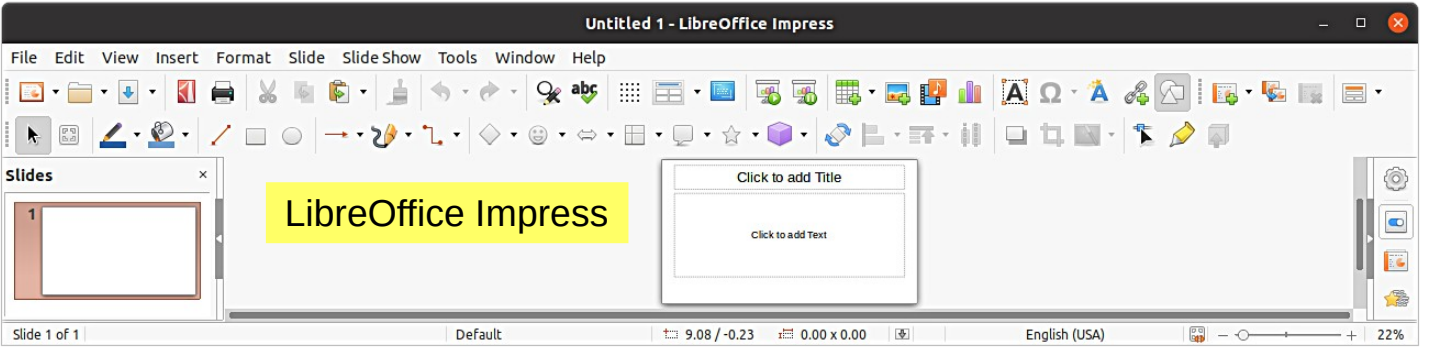 Untitled 1 - LibreOffice Impress
File Edit View Insert Format Slide Slide Show Tools Window Help
abc
Ω A
Slides
1
LibreOffice Impress
Click to add Title
Click to add Text
Slide 1 of 1 Default 9.08 / -0.23 0.00 x 0.00 English (USA) 22%